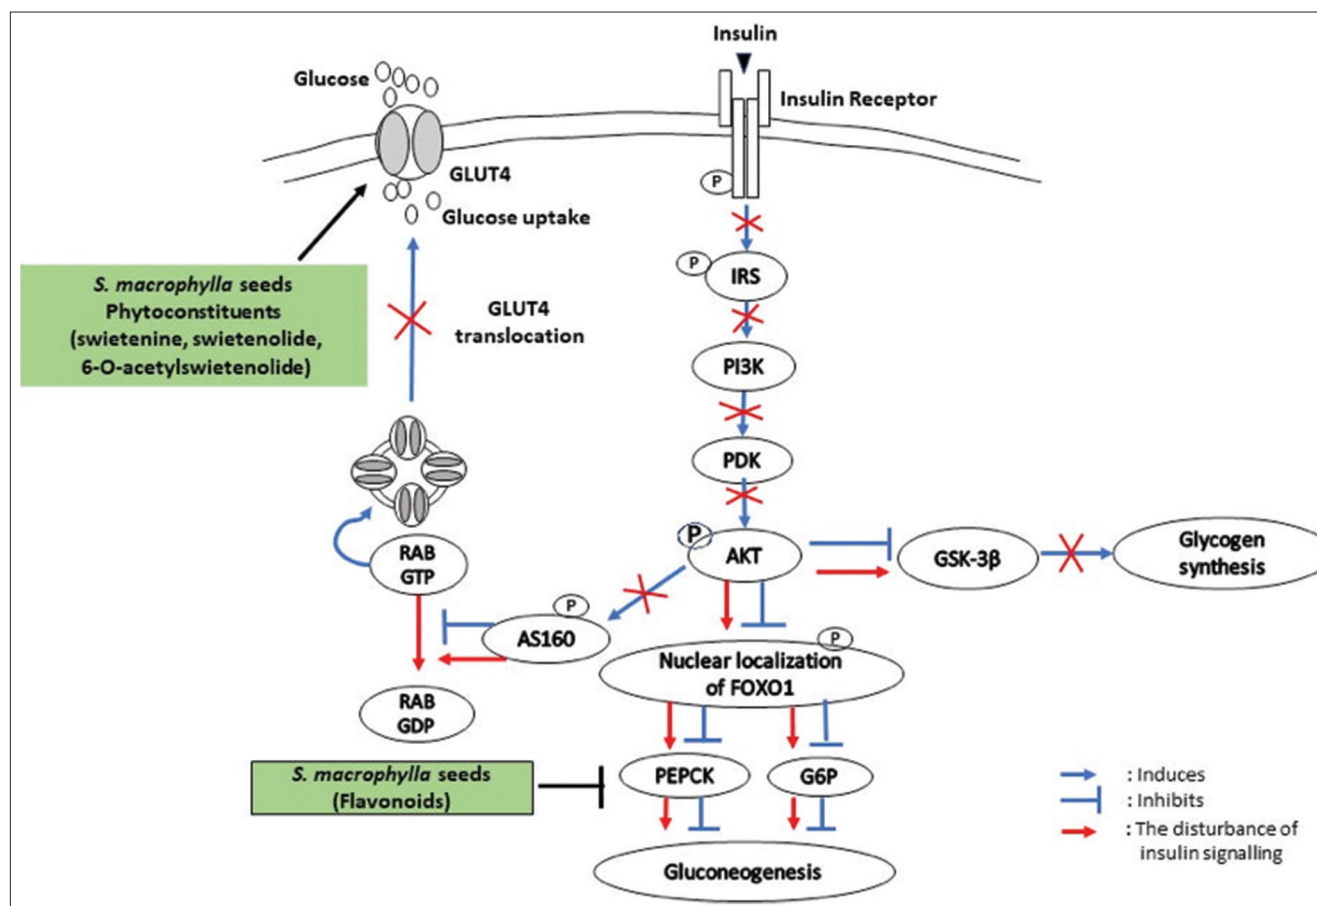 Insulin
Glucose
Insulin Receptor
P
GLUT4
Glucose uptake
P
IRS
S. macrophylla seeds
Phytoconstituents
(swietenine, swietenolide,
6-O-acetylswietenolide)
GLUT4
translocation
PI3K
PDK
P
AKT
GSK-3β
Glycogen
synthesis
RAB
GTP
P
AS160
P
Nuclear localization
of FOXO1
RAB
GDP
S. macrophylla seeds
(Flavonoids)
PEPCK
G6P
Gluconeogenesis
: Induces
: Inhibits
: The disturbance of
insulin signalling